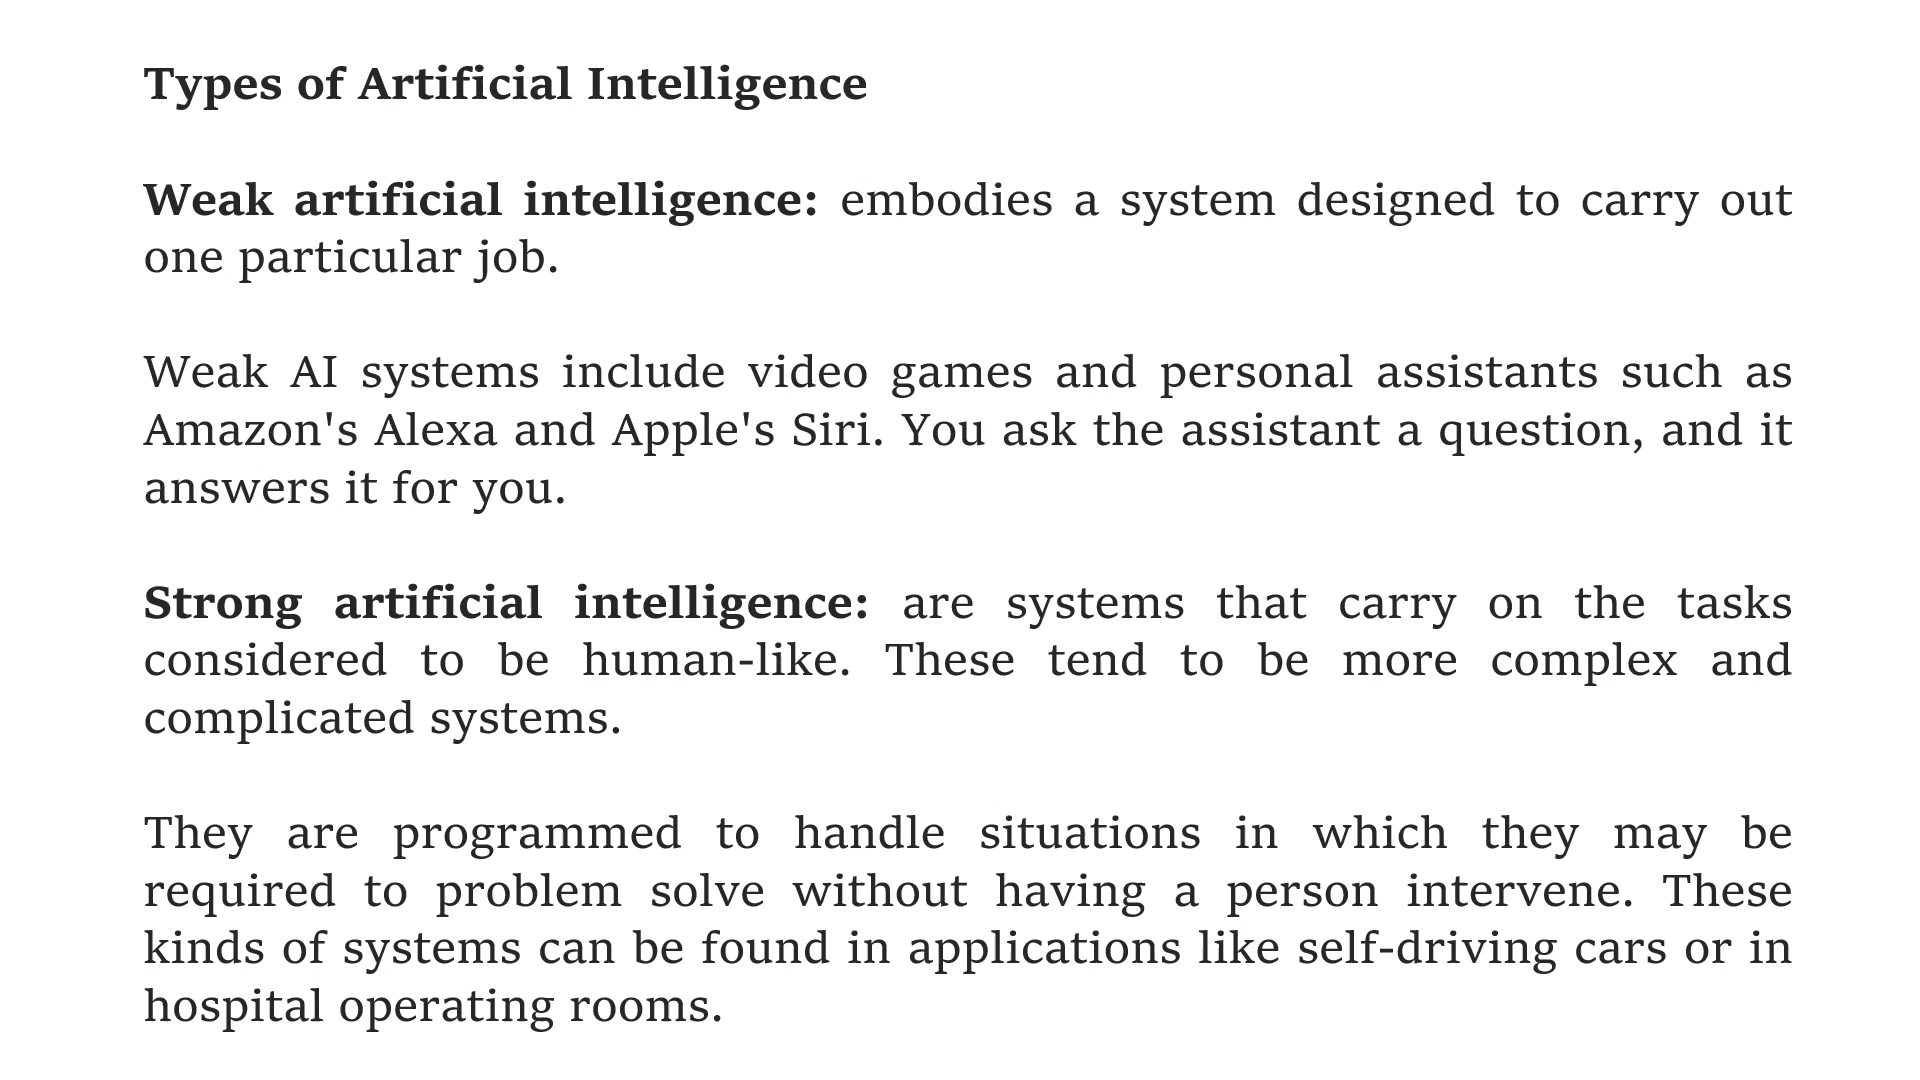 Types of Artificial Intelligence
Weak artificial intelligence: embodies a system designed to carry out
one particular job.
Weak AI systems include video games and personal assistants such as
Amazon's Alexa and Apple's Siri. You ask the assistant a question, and it
answers it for you.
Strong artificial intelligence: are systems that carry on the tasks
considered to be human-like. These tend to be more complex and
complicated systems.
They are programmed to handle situations in which they may be
required to problem solve without having a person intervene. These
kinds of systems can be found in applications like self-driving cars or in
hospital operating rooms.